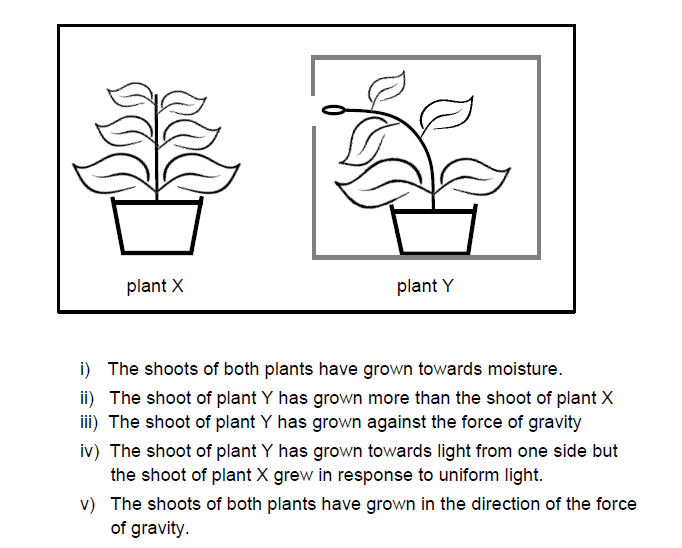 plant X
plant Y
i) The shoots of both plants have grown towards moisture.
ii) The shoot of plant Y has grown more than the shoot of plant X
iii) The shoot of plant Y has grown against the force of gravity
iv) The shoot of plant Y has grown towards light from one side but
the shoot of plant X grew in response to uniform light.
v) The shoots of both plants have grown in the direction of the force
of gravity.